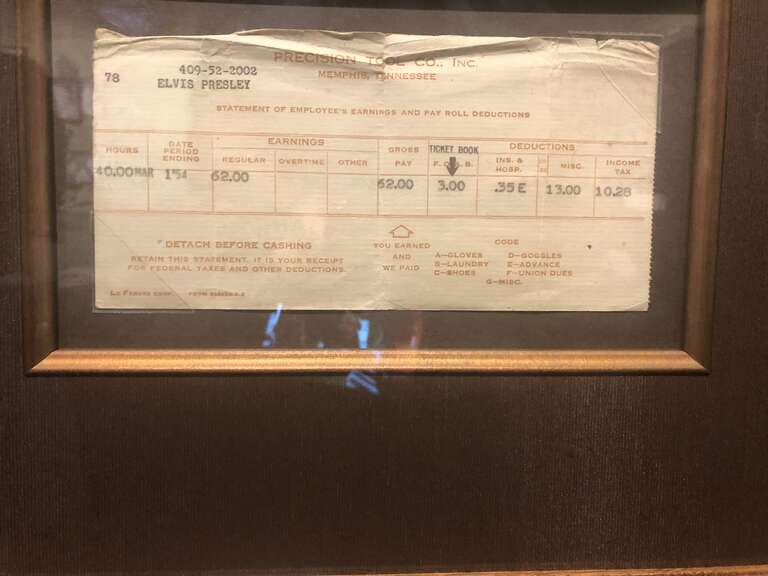 PRECISION TOOL CO., INC.
MEMPHIS, TENNESSEE
78 409-52-2002
ELVIS PRESLEY
STATEMENT OF EMPLOYEE'S EARNINGS AND PAY ROLL DEDUCTIONS
HOURS DATE PERIOD ENDING EARNINGS GROSS PAY TICKET BOOK DEDUCTIONS
REGULAR OVERTIME OTHER INS. & HOSP. MISC. INCOME TAX
40.00 MAR 1'54 62.00 62.00 3.00 .35 E 13.00 10.28
DETACH BEFORE CASHING
RETAIN THIS STATEMENT. IT IS YOUR RECEIPT
FOR FEDERAL TAXES AND OTHER DEDUCTIONS.
YOU EARNED
AND
WE PAID
CODE
A-GLOVES D-GOGGLES
B-LAUNDRY E-ADVANCE
C-SHOES F-UNION DUES
G-MISC.